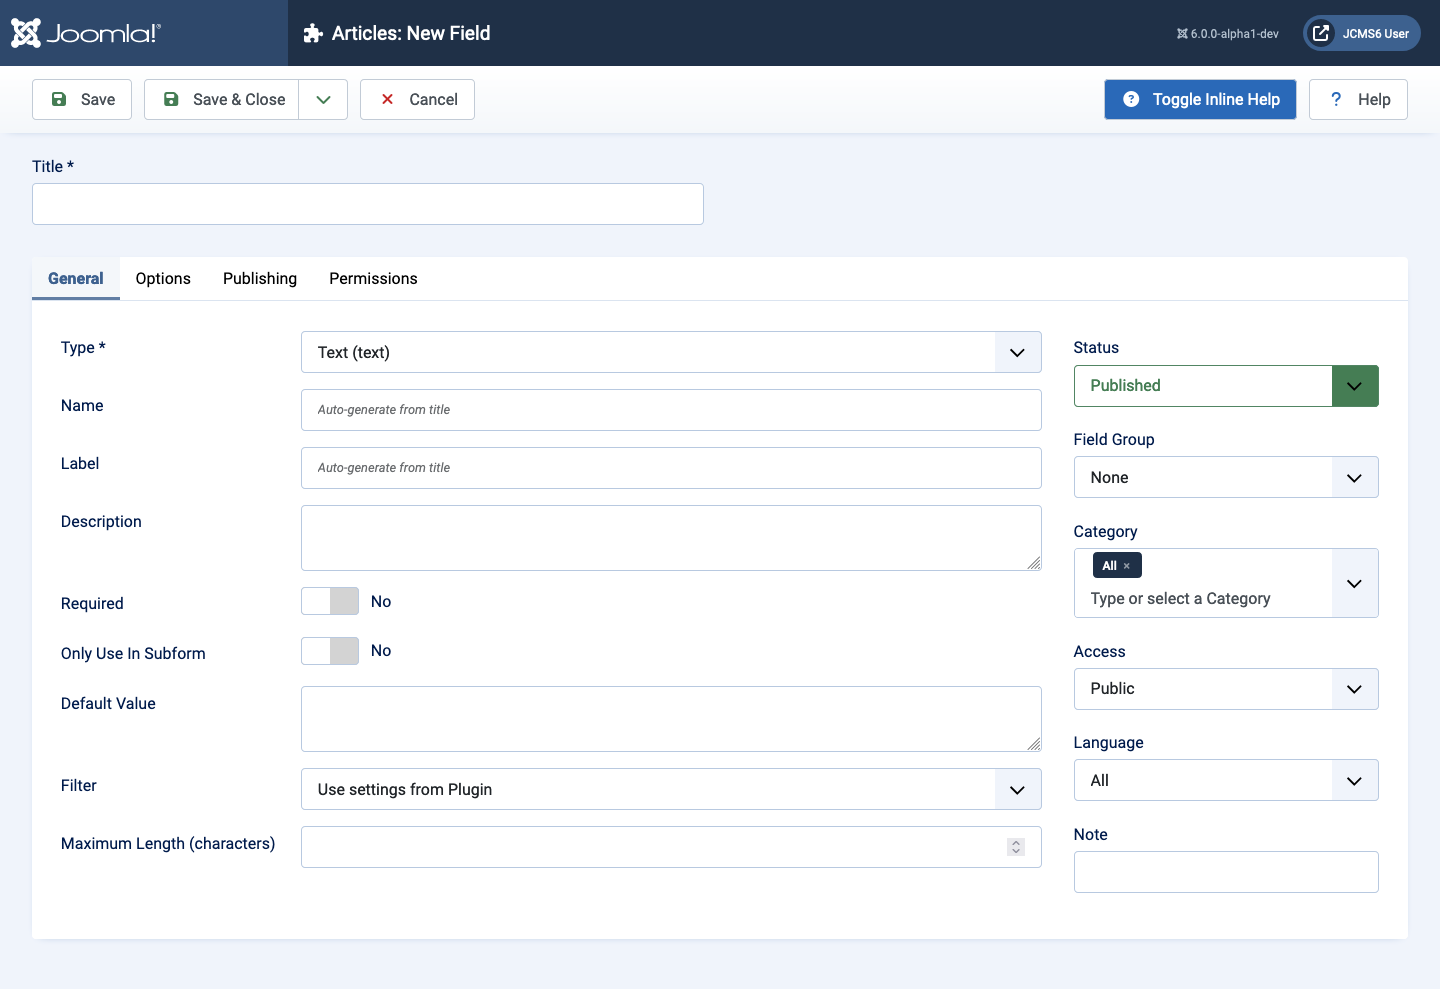 Joomla!®
Articles: New Field
6.0.0-alpha1-dev
JCMS6 User
Save
Save & Close
Cancel
Toggle Inline Help
Help
Title *
General
Options
Publishing
Permissions
Type *
Text (text)
Name
Auto-generate from title
Label
Auto-generate from title
Description
Required
No
Only Use In Subform
No
Default Value
Filter
Use settings from Plugin
Maximum Length (characters)
Status
Published
Field Group
None
Category
All ×
Type or select a Category
Access
Public
Language
All
Note